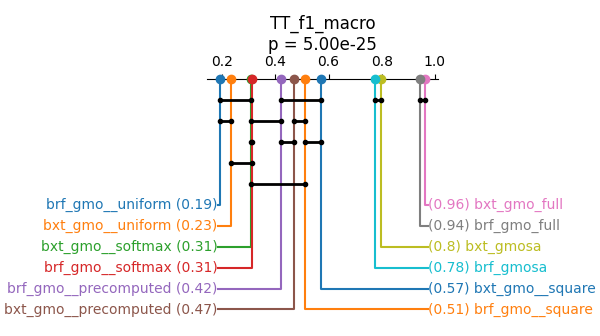 TT_f1_macro
p = 5.00e-25
0.2 0.4 0.6 0.8 1.0
brf_gmo__uniform (0.19)
bxt_gmo__uniform (0.23)
bxt_gmo__softmax (0.31)
brf_gmo__softmax (0.31)
brf_gmo__precomputed (0.42)
bxt_gmo__precomputed (0.47)
(0.96) bxt_gmo_full
(0.94) brf_gmo_full
(0.8) bxt_gmosa
(0.78) brf_gmosa
(0.57) bxt_gmo__square
(0.51) brf_gmo__square